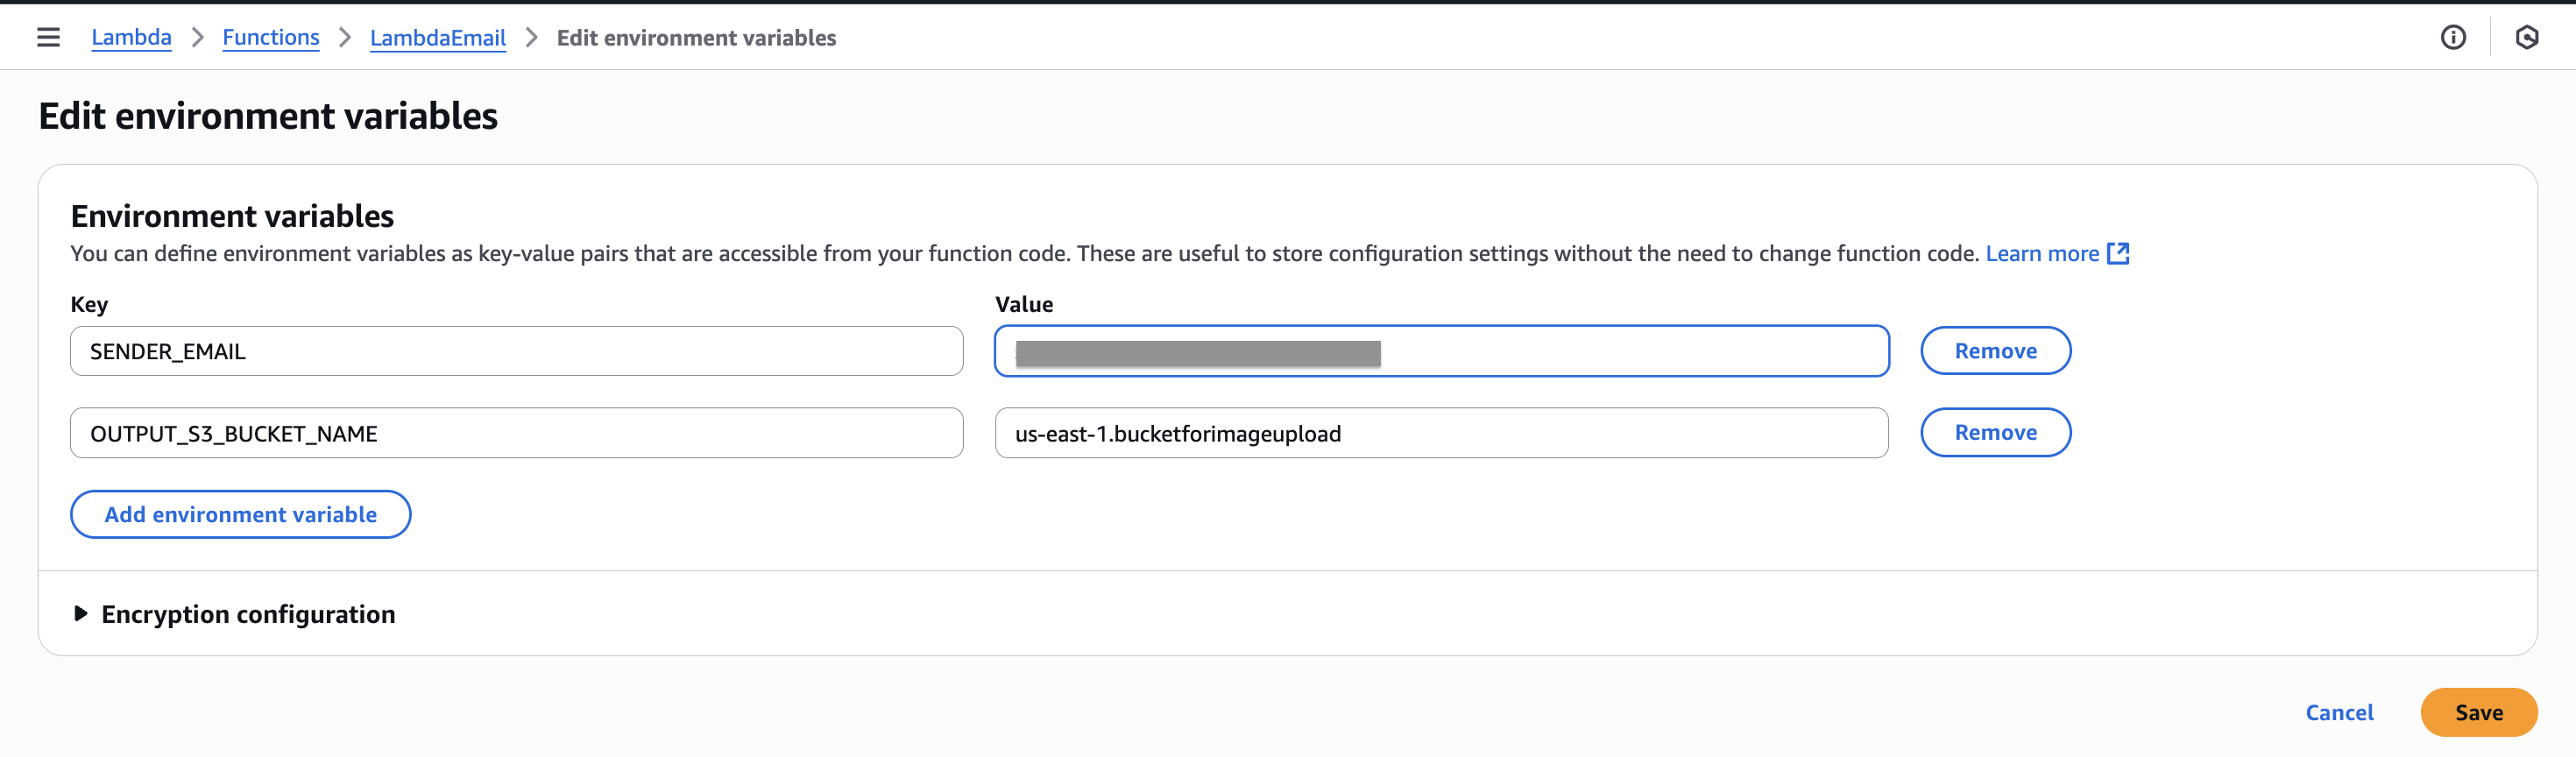 Lambda > Functions > LambdaEmail > Edit environment variables
Edit environment variables
Environment variables
You can define environment variables as key-value pairs that are accessible from your function code. These are useful to store configuration settings without the need to change function code. Learn more
Key Value
SENDER_EMAIL Remove
OUTPUT_S3_BUCKET_NAME us-east-1.bucketforimageupload Remove
Add environment variable
Encryption configuration
Cancel Save